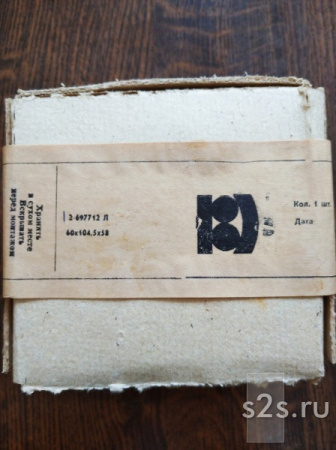 Хранить
в сухом месте
Вскрывать
перед монтажом
2-697712 Л
60х104,5х58
Кол. 1 шт.
Дата
s2s.ru